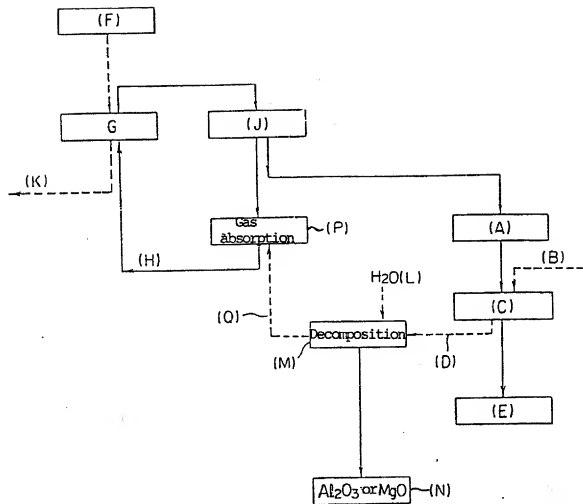 (F)
G
(J)
(K)
(A)
Gas
absorption
(P)
(B)
(H)
H2O(L)
(C)
(Q)
Decomposition
(M)
(D)
(E)
Al2O3 or MgO
(N)